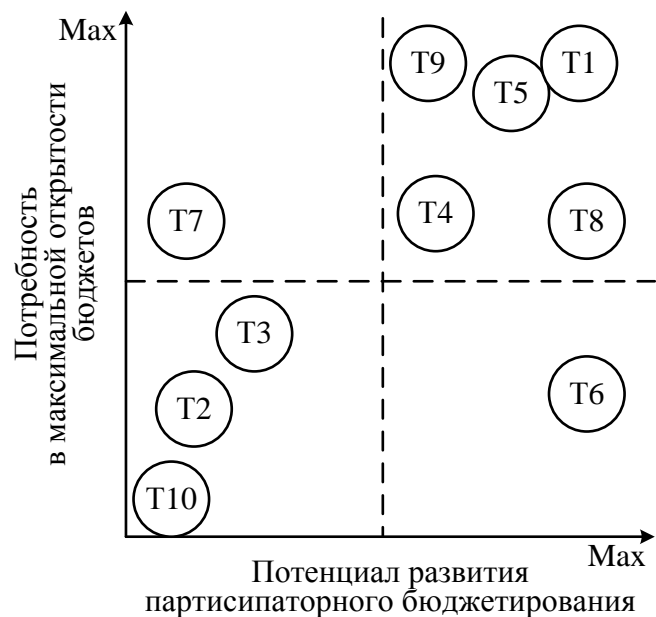 Max
T9
T1
T5
T7
T4
T8
T3
T2
T6
T10
Потребность
в максимальной открытости
бюджетов
Max
Потенциал развития
партисипаторного бюджетирования